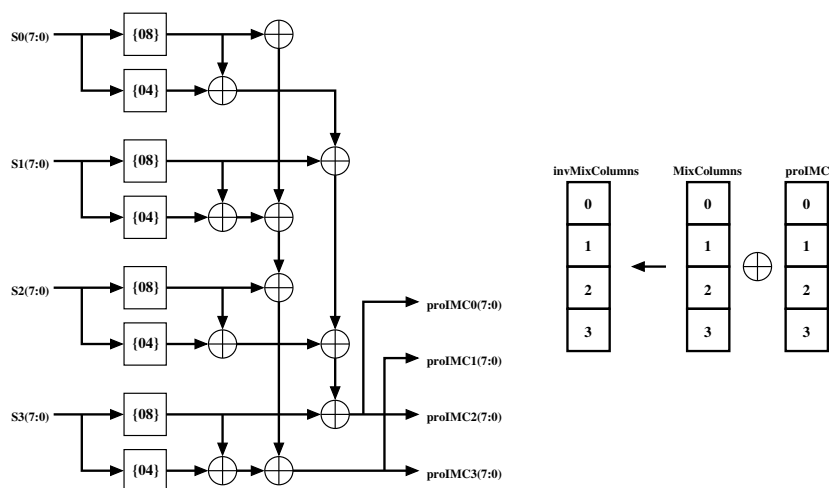 S0(7:0)
{08}
{04}
S1(7:0)
{08}
{04}
S2(7:0)
{08}
{04}
S3(7:0)
{08}
{04}
proIMC0(7:0)
proIMC1(7:0)
proIMC2(7:0)
proIMC3(7:0)
invMixColumns
0
1
2
3
MixColumns
0
1
2
3
proIMC
0
1
2
3